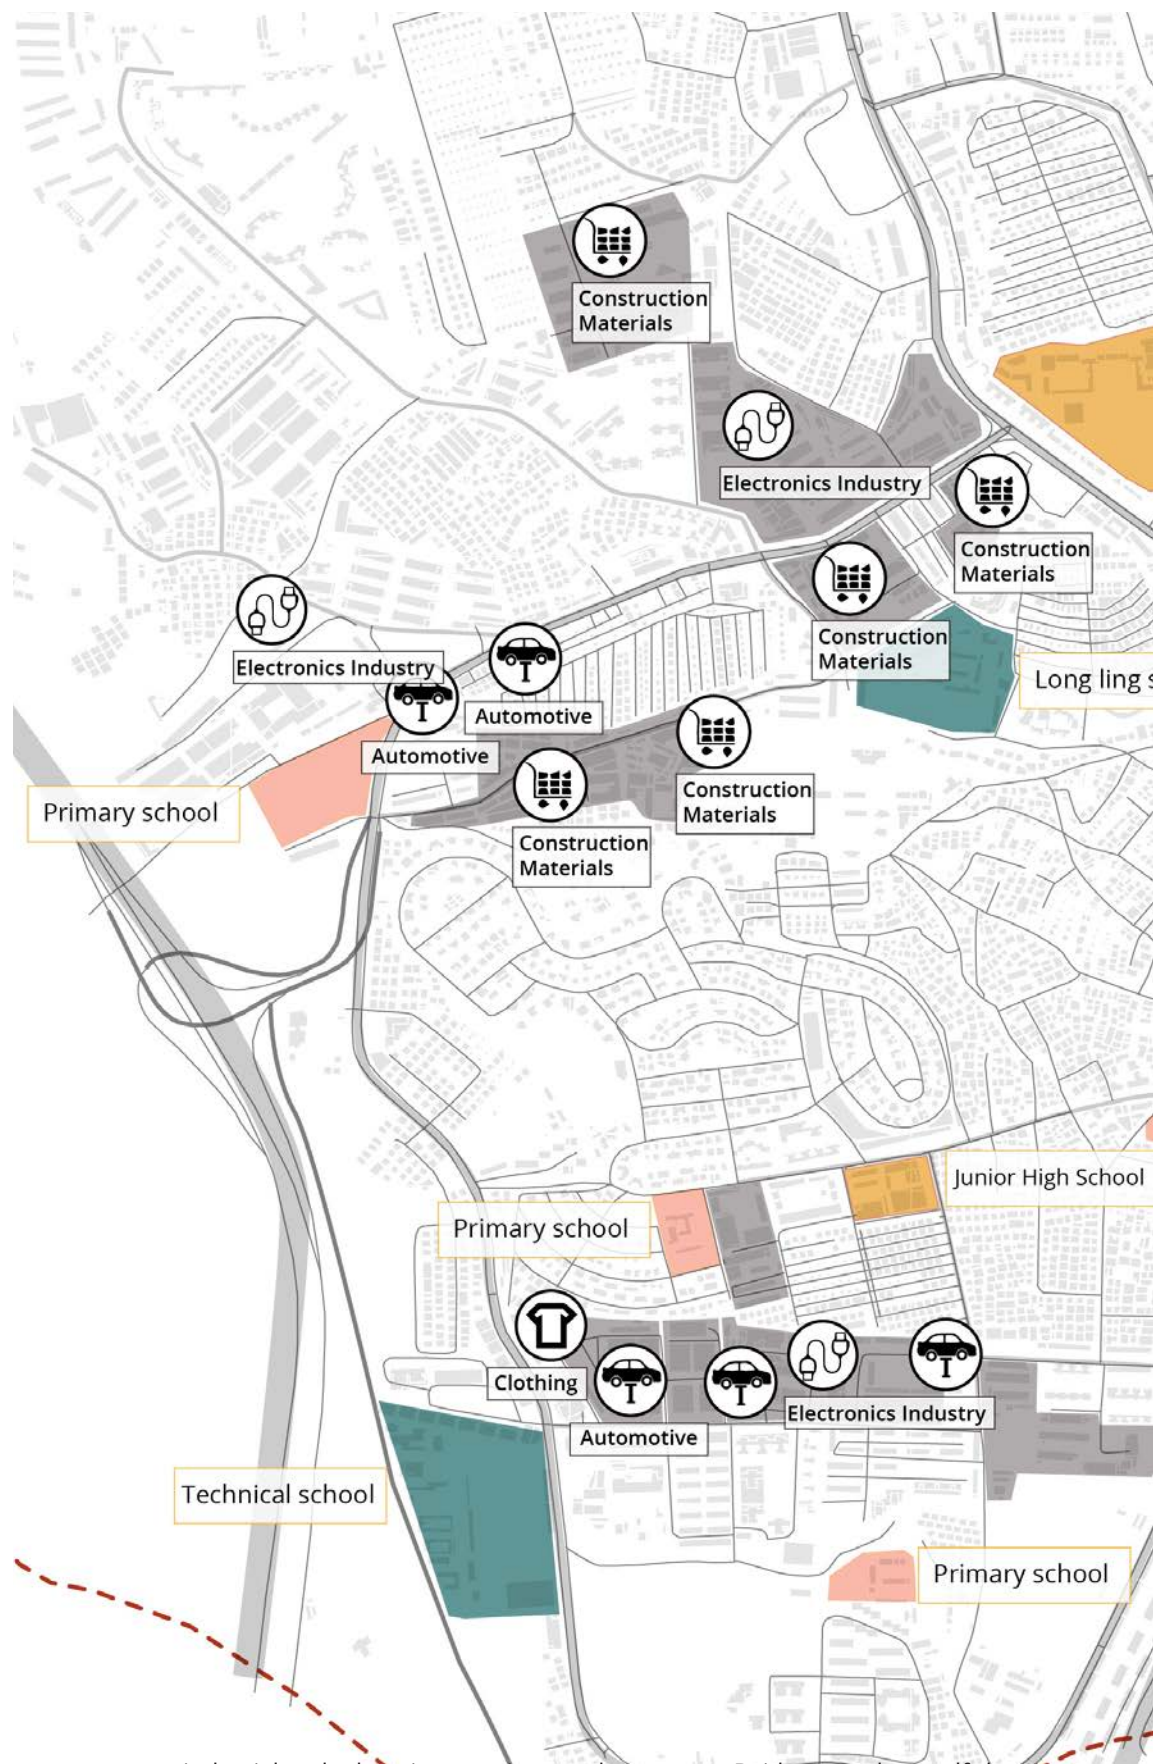 Construction
Materials
Electronics Industry
Construction
Materials
Construction
Materials
Electronics Industry
Long ling s
Automotive
Automotive
Construction
Materials
Primary school
Construction
Materials
Junior High School
Primary school
Clothing
Electronics Industry
Automotive
Technical school
Primary school